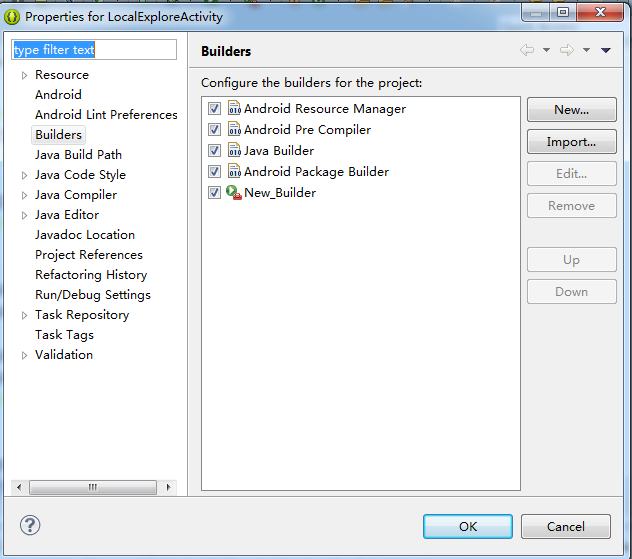 Properties for LocalExploreActivity
type filter text
Resource
Android
Android Lint Preferences
Builders
Java Build Path
Java Code Style
Java Compiler
Java Editor
Javadoc Location
Project References
Refactoring History
Run/Debug Settings
Task Repository
Task Tags
Validation
Builders
Configure the builders for the project:
Android Resource Manager
Android Pre Compiler
Java Builder
Android Package Builder
New_Builder
New...
Import...
Edit...
Remove
Up
Down
OK
Cancel